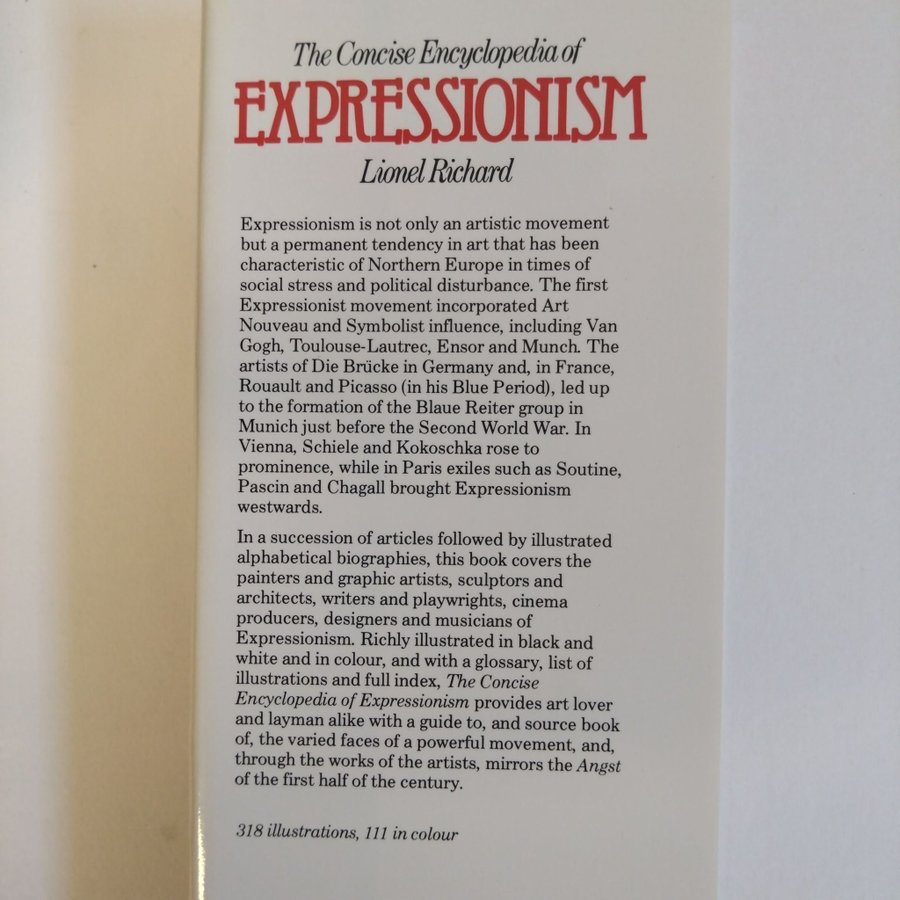 The Concise Encyclopedia of
EXPRESSIONISM
Lionel Richard
Expressionism is not only an artistic movement
but a permanent tendency in art that has been
characteristic of Northern Europe in times of
social stress and political disturbance. The first
Expressionist movement incorporated Art
Nouveau and Symbolist influence, including Van
Gogh, Toulouse-Lautrec, Ensor and Munch. The
artists of Die Brücke in Germany and, in France,
Rouault and Picasso (in his Blue Period), led up
to the formation of the Blaue Reiter group in
Munich just before the Second World War. In
Vienna, Schiele and Kokoschka rose to
prominence, while in Paris exiles such as Soutine,
Pascin and Chagall brought Expressionism
westwards.
In a succession of articles followed by illustrated
alphabetical biographies, this book covers the
painters and graphic artists, sculptors and
architects, writers and playwrights, cinema
producers, designers and musicians of
Expressionism. Richly illustrated in black and
white and in colour, and with a glossary, list of
illustrations and full index, The Concise
Encyclopedia of Expressionism provides art lover
and layman alike with a guide to, and source book
of, the varied faces of a powerful movement, and,
through the works of the artists, mirrors the Angst
of the first half of the century.
318 illustrations, 111 in colour